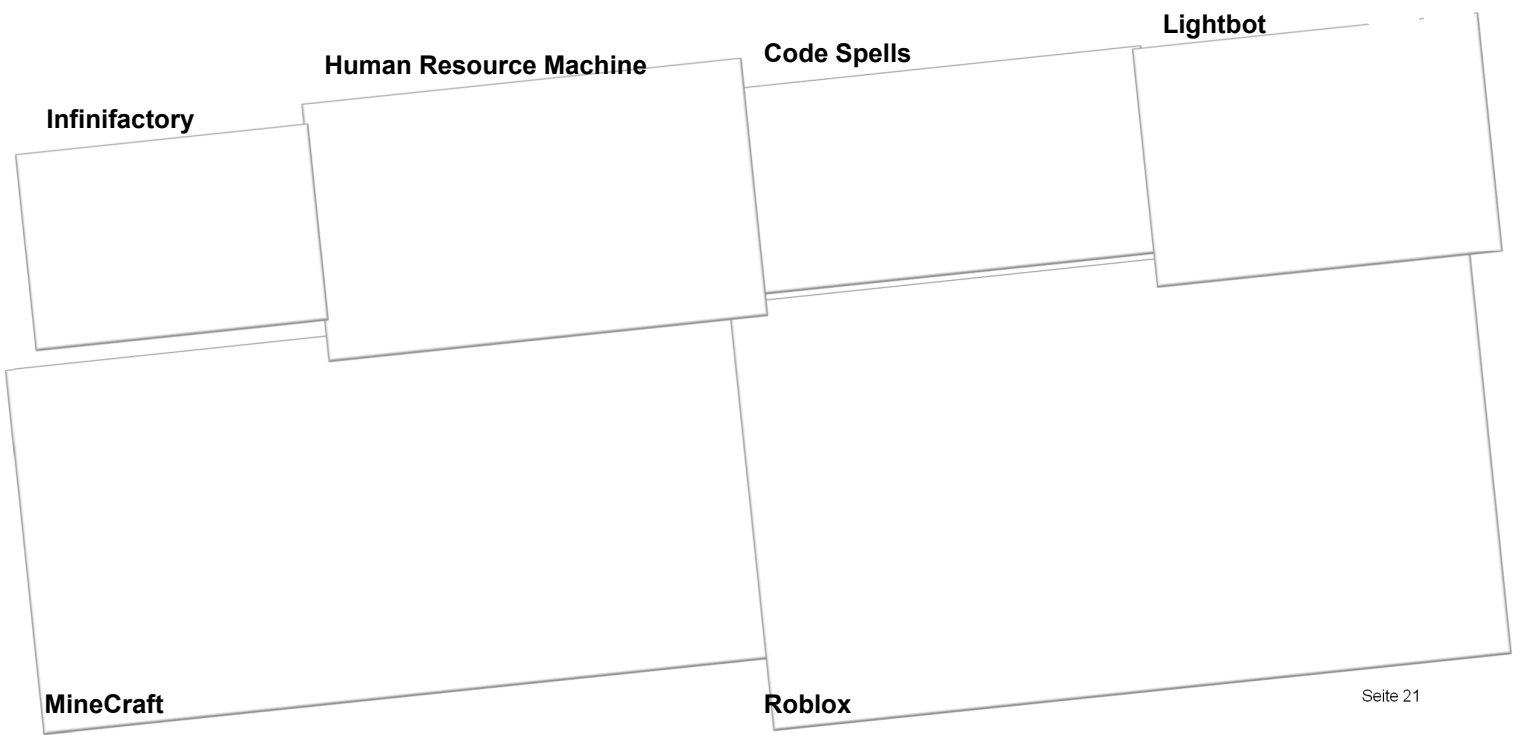 Lightbot
Code Spells
Human Resource Machine
Infinifactory
MineCraft
Roblox
Seite 21